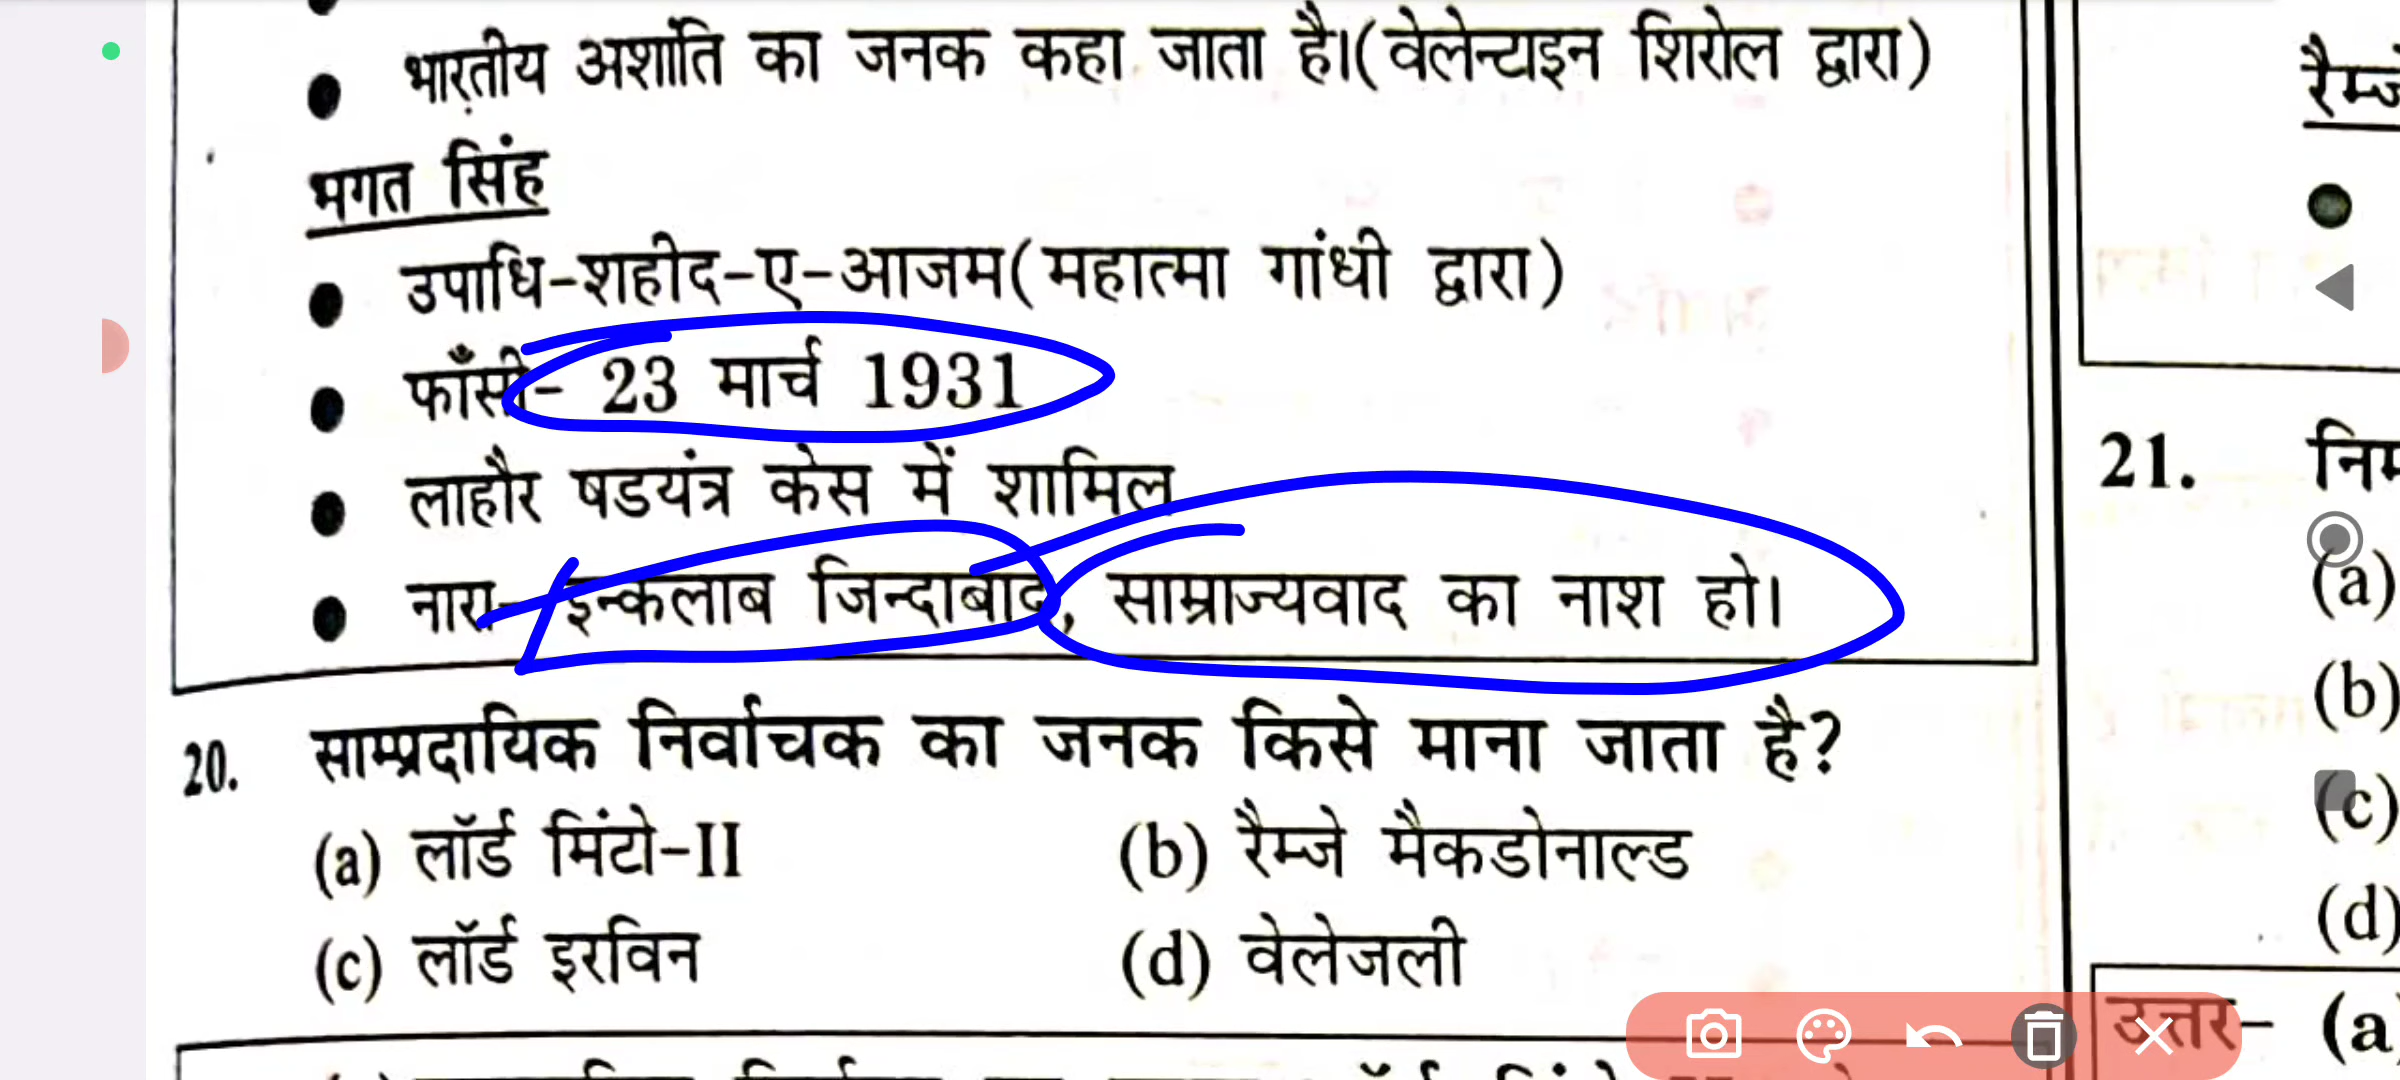 भारतीय अशांति का जनक कहा जाता है।(वेलेन्टाइन शिरोल द्वारा)
भगत सिंह
उपाधि-शहीद-ए-आजम(महात्मा गांधी द्वारा)
फाँसी- 23 मार्च 1931
लाहौर षडयंत्र केस में शामिल
नारा- इन्कलाब जिन्दाबाद, साम्राज्यवाद का नाश हो।
20. साम्प्रदायिक निर्वाचक का जनक किसे माना जाता है?
(a) लॉर्ड मिंटो-II (b) रैम्जे मैकडोनाल्ड
(c) लॉर्ड इरविन (d) वेलेजली
21.
(a)
(b)
(c)
(d)
उत्तर- (a